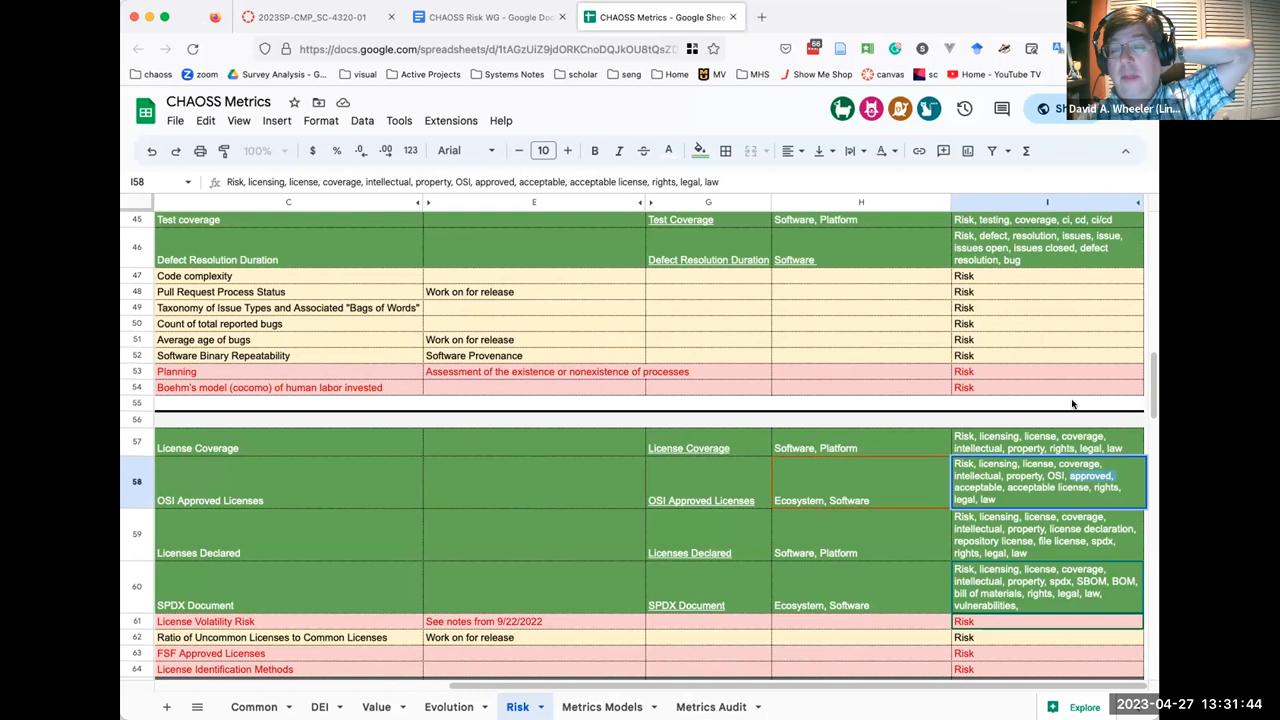 2023SP-CMP_SC-4320-01
CHAOSS Risk WG - Google Doc
CHAOSS Metrics - Google She
https://docs.google.com/spreadsheets/d/1tAGzUiZ9jdORKCnoDQJkOU8tQsZD
66
chaoss
zoom
Survey Analysis - G...
visual
Active Projects
Systems Notes
scholar
seng
Home
MV
MHS
Show Me Shop
canvas
sc
Home - YouTube TV
CHAOSS Metrics
File Edit View Insert Format Data Tools Extensions Help
Sh
David A. Wheeler (Lin...
100% $ % .0 .00 123 Arial 10 B I A
I58 fx Risk, licensing, license, coverage, intellectual, property, OSI, approved, acceptable, acceptable license, rights, legal, law
C E G H I
45 Test coverage Test Coverage Software, Platform Risk, testing, coverage, ci, cd, ci/cd
46 Defect Resolution Duration Defect Resolution Duration Software Risk, defect, resolution, issues, issue,
issues open, issues closed, defect
resolution, bug
47 Code complexity Risk
48 Pull Request Process Status Work on for release Risk
49 Taxonomy of Issue Types and Associated "Bags of Words" Risk
50 Count of total reported bugs Risk
51 Average age of bugs Work on for release Risk
52 Software Binary Repeatability Software Provenance Risk
53 Planning Assessment of the existence or nonexistence of processes Risk
54 Boehm's model (cocomo) of human labor invested Risk
55
56
57 License Coverage License Coverage Software, Platform Risk, licensing, license, coverage,
intellectual, property, rights, legal, law
58 OSI Approved Licenses OSI Approved Licenses Ecosystem, Software Risk, licensing, license, coverage,
intellectual, property, OSI, approved,
acceptable, acceptable license, rights,
legal, law
59 Licenses Declared Licenses Declared Software, Platform Risk, licensing, license, coverage,
intellectual, property, license declaration,
repository license, file license, spdx,
rights, legal, law
60 SPDX Document SPDX Document Ecosystem, Software Risk, licensing, license, coverage,
intellectual, property, spdx, SBOM, BOM,
bill of materials, rights, legal, law,
vulnerabilities,
61 License Volatility Risk See notes from 9/22/2022 Risk
62 Ratio of Uncommon Licenses to Common Licenses Work on for release Risk
63 FSF Approved Licenses Risk
64 License Identification Methods Risk
Common DEI Value Evolution Risk Metrics Models Metrics Audit Explore
2023-04-27 13:31:44